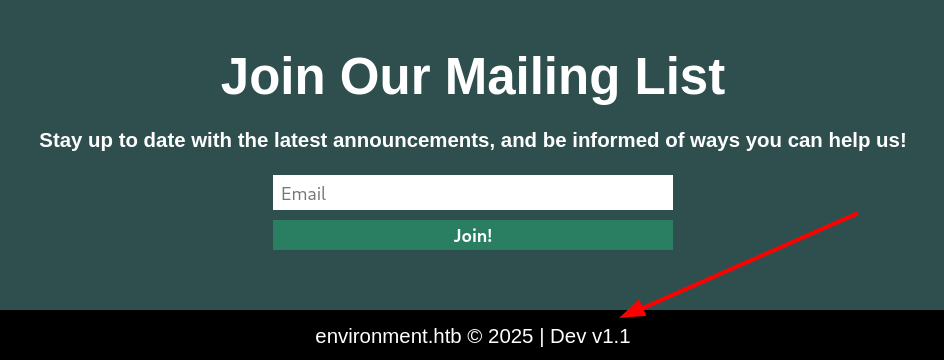 Join Our Mailing List
Stay up to date with the latest announcements, and be informed of ways you can help us!
Email
Join!
environment.htb © 2025 | Dev v1.1